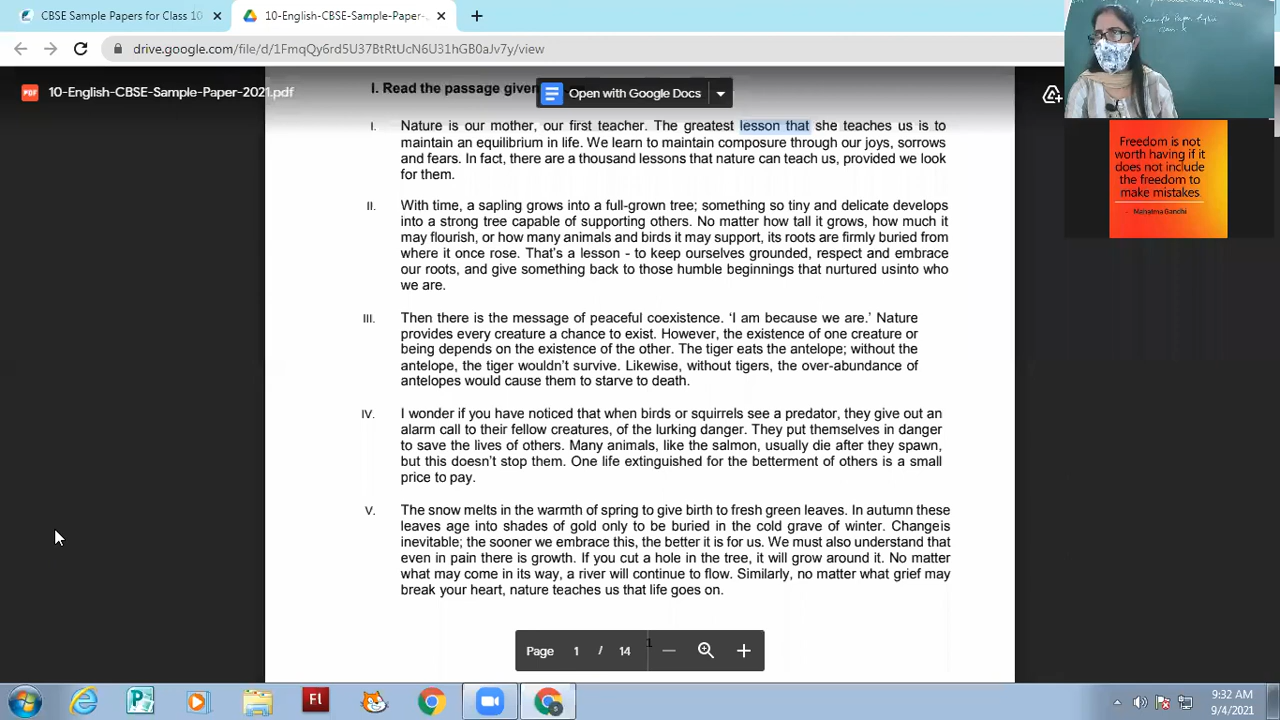 CBSE Sample Papers for Class 10
10-English-CBSE-Sample-Paper-
drive.google.com/file/d/1FmqQy6rd5U37BtRtUcN6U31hGB0aJv7y/view
10-English-CBSE-Sample-Paper-2021.pdf
Open with Google Docs
I. Read the passage given
I. Nature is our mother, our first teacher. The greatest lesson that she teaches us is to
maintain an equilibrium in life. We learn to maintain composure through our joys, sorrows
and fears. In fact, there are a thousand lessons that nature can teach us, provided we look
for them.
II. With time, a sapling grows into a full-grown tree; something so tiny and delicate develops
into a strong tree capable of supporting others. No matter how tall it grows, how much it
may flourish, or how many animals and birds it may support, its roots are firmly buried from
where it once rose. That's a lesson - to keep ourselves grounded, respect and embrace
our roots, and give something back to those humble beginnings that nurtured usinto who
we are.
III. Then there is the message of peaceful coexistence. 'I am because we are.' Nature
provides every creature a chance to exist. However, the existence of one creature or
being depends on the existence of the other. The tiger eats the antelope; without the
antelope, the tiger wouldn't survive. Likewise, without tigers, the over-abundance of
antelopes would cause them to starve to death.
IV. I wonder if you have noticed that when birds or squirrels see a predator, they give out an
alarm call to their fellow creatures, of the lurking danger. They put themselves in danger
to save the lives of others. Many animals, like the salmon, usually die after they spawn,
but this doesn't stop them. One life extinguished for the betterment of others is a small
price to pay.
V. The snow melts in the warmth of spring to give birth to fresh green leaves. In autumn these
leaves age into shades of gold only to be buried in the cold grave of winter. Changeis
inevitable; the sooner we embrace this, the better it is for us. We must also understand that
even in pain there is growth. If you cut a hole in the tree, it will grow around it. No matter
what may come in its way, a river will continue to flow. Similarly, no matter what grief may
break your heart, nature teaches us that life goes on.
1
Page 1 / 14
Freedom is not
worth having if it
does not include
the freedom to
make mistakes
- Mahatma Gandhi
9:32 AM
9/4/2021